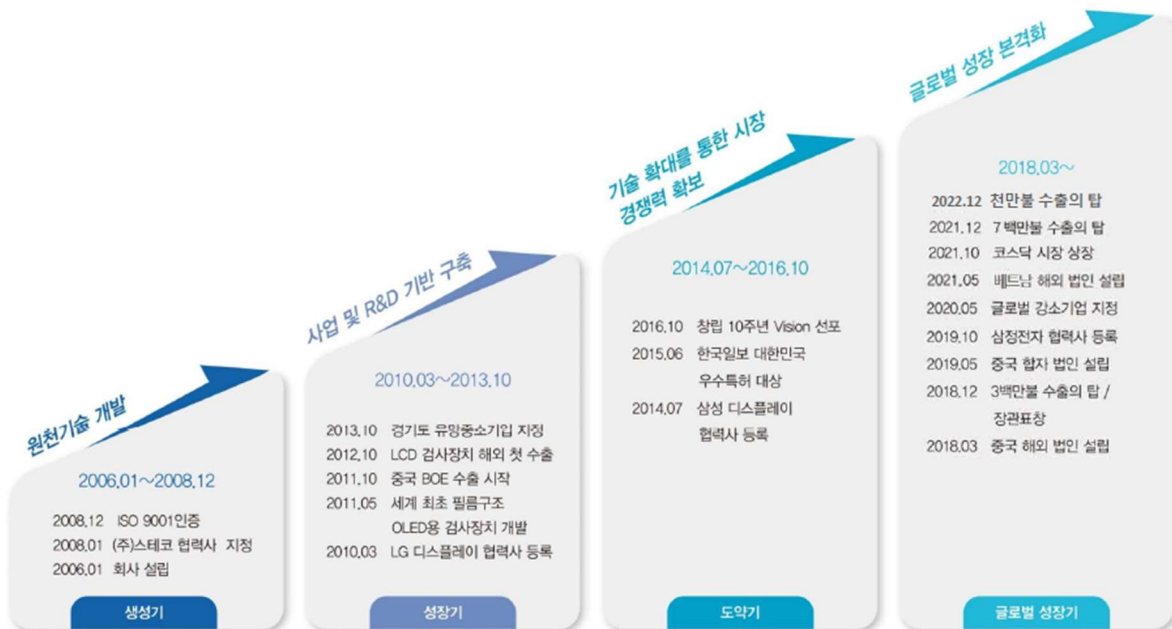 원천기술 개발
2006.01~2008.12
2008.12 ISO 9001인증
2008.01 (주)스테코 협력사 지정
2006.01 회사 설립
생성기
사업 및 R&D 기반 구축
2010.03~2013.10
2013.10 경기도 유망중소기업 지정
2012.10 LCD 검사장치 해외 첫 수출
2011.10 중국 BOE 수출 시작
2011.05 세계 최초 필름구조
OLED용 검사장치 개발
2010.03 LG 디스플레이 협력사 등록
성장기
기술 확대를 통한 시장
경쟁력 확보
2014.07~2016.10
2016.10 창립 10주년 Vision 선포
2015.06 한국일보 대한민국
우수특허 대상
2014.07 삼성 디스플레이
협력사 등록
도약기
글로벌 성장 본격화
2018.03~
2022.12 천만불 수출의 탑
2021.12 7백만불 수출의 탑
2021.10 코스닥 시장 상장
2021.05 베트남 해외 법인 설립
2020.05 글로벌 강소기업 지정
2019.10 삼정전자 협력사 등록
2019.05 중국 합자 법인 설립
2018.12 3백만불 수출의 탑 /
장관표창
2018.03 중국 해외 법인 설립
글로벌 성장기